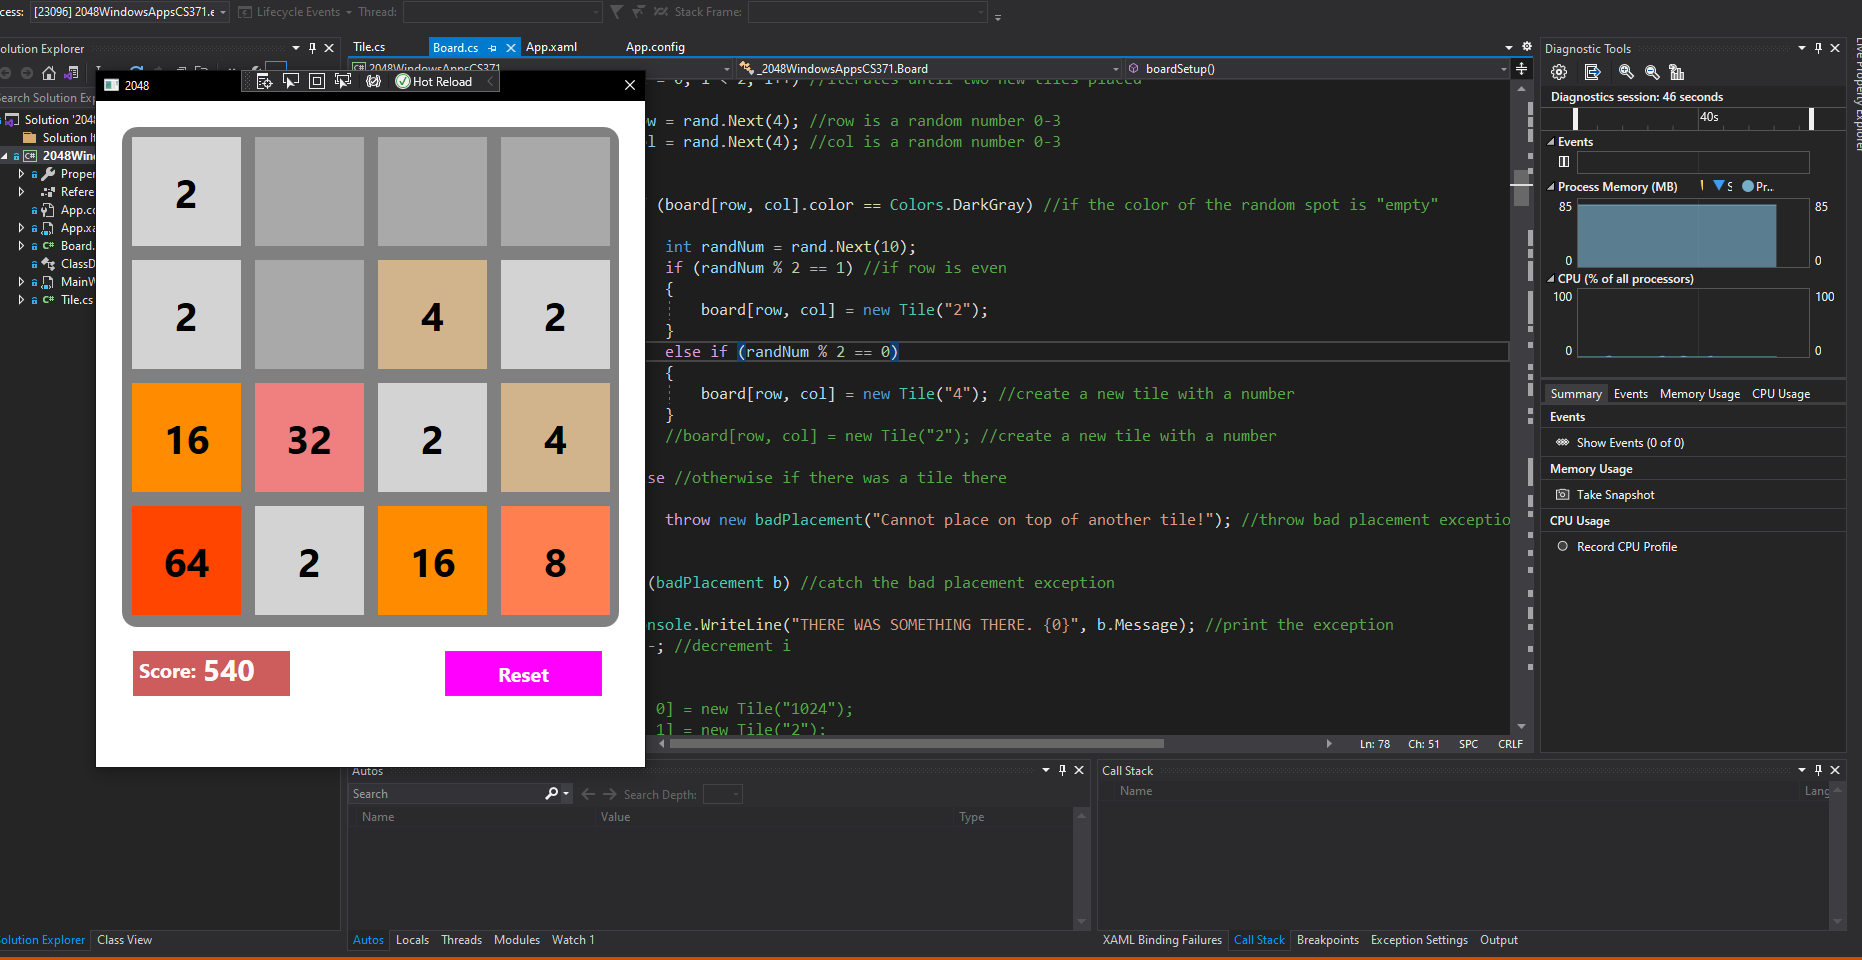 cess: [23096] 2048WindowsAppsCS371.e Lifecycle Events Thread: Stack Frame:
olution Explorer
Search Solution Exp
Solution '204
Solution It
2048Win
Proper
Refere
App.co
App.xa
Board.
ClassD
MainW
Tile.cs
olution Explorer Class View
2048
Hot Reload
2
2 4 2
16 32 2 4
64 2 16 8
Score: 540 Reset
Tile.cs Board.cs App.xaml App.config
2048WindowsAppsCS371 _2048WindowsAppsCS371.Board boardSetup()
= 0; i < 2; i++) //iterates until two new tiles placed
w = rand.Next(4); //row is a random number 0-3
l = rand.Next(4); //col is a random number 0-3
(board[row, col].color == Colors.DarkGray) //if the color of the random spot is "empty"
int randNum = rand.Next(10);
if (randNum % 2 == 1) //if row is even
{
board[row, col] = new Tile("2");
}
else if (randNum % 2 == 0)
{
board[row, col] = new Tile("4"); //create a new tile with a number
}
//board[row, col] = new Tile("2"); //create a new tile with a number
se //otherwise if there was a tile there
throw new badPlacement("Cannot place on top of another tile!"); //throw bad placement exceptio
(badPlacement b) //catch the bad placement exception
nsole.WriteLine("THERE WAS SOMETHING THERE. {0}", b.Message); //print the exception
-; //decrement i
0] = new Tile("1024");
1] = new Tile("2");
Ln: 78 Ch: 51 SPC CRLF
Autos
Search Search Depth:
Name Value Type
Autos Locals Threads Modules Watch 1
Call Stack
Name Lang
XAML Binding Failures Call Stack Breakpoints Exception Settings Output
Diagnostic Tools
Diagnostics session: 46 seconds
40s
Events
Process Memory (MB) S Pr...
85 85
0 0
CPU (% of all processors)
100 100
0 0
Summary Events Memory Usage CPU Usage
Events
Show Events (0 of 0)
Memory Usage
Take Snapshot
CPU Usage
Record CPU Profile
Live Property Explorer